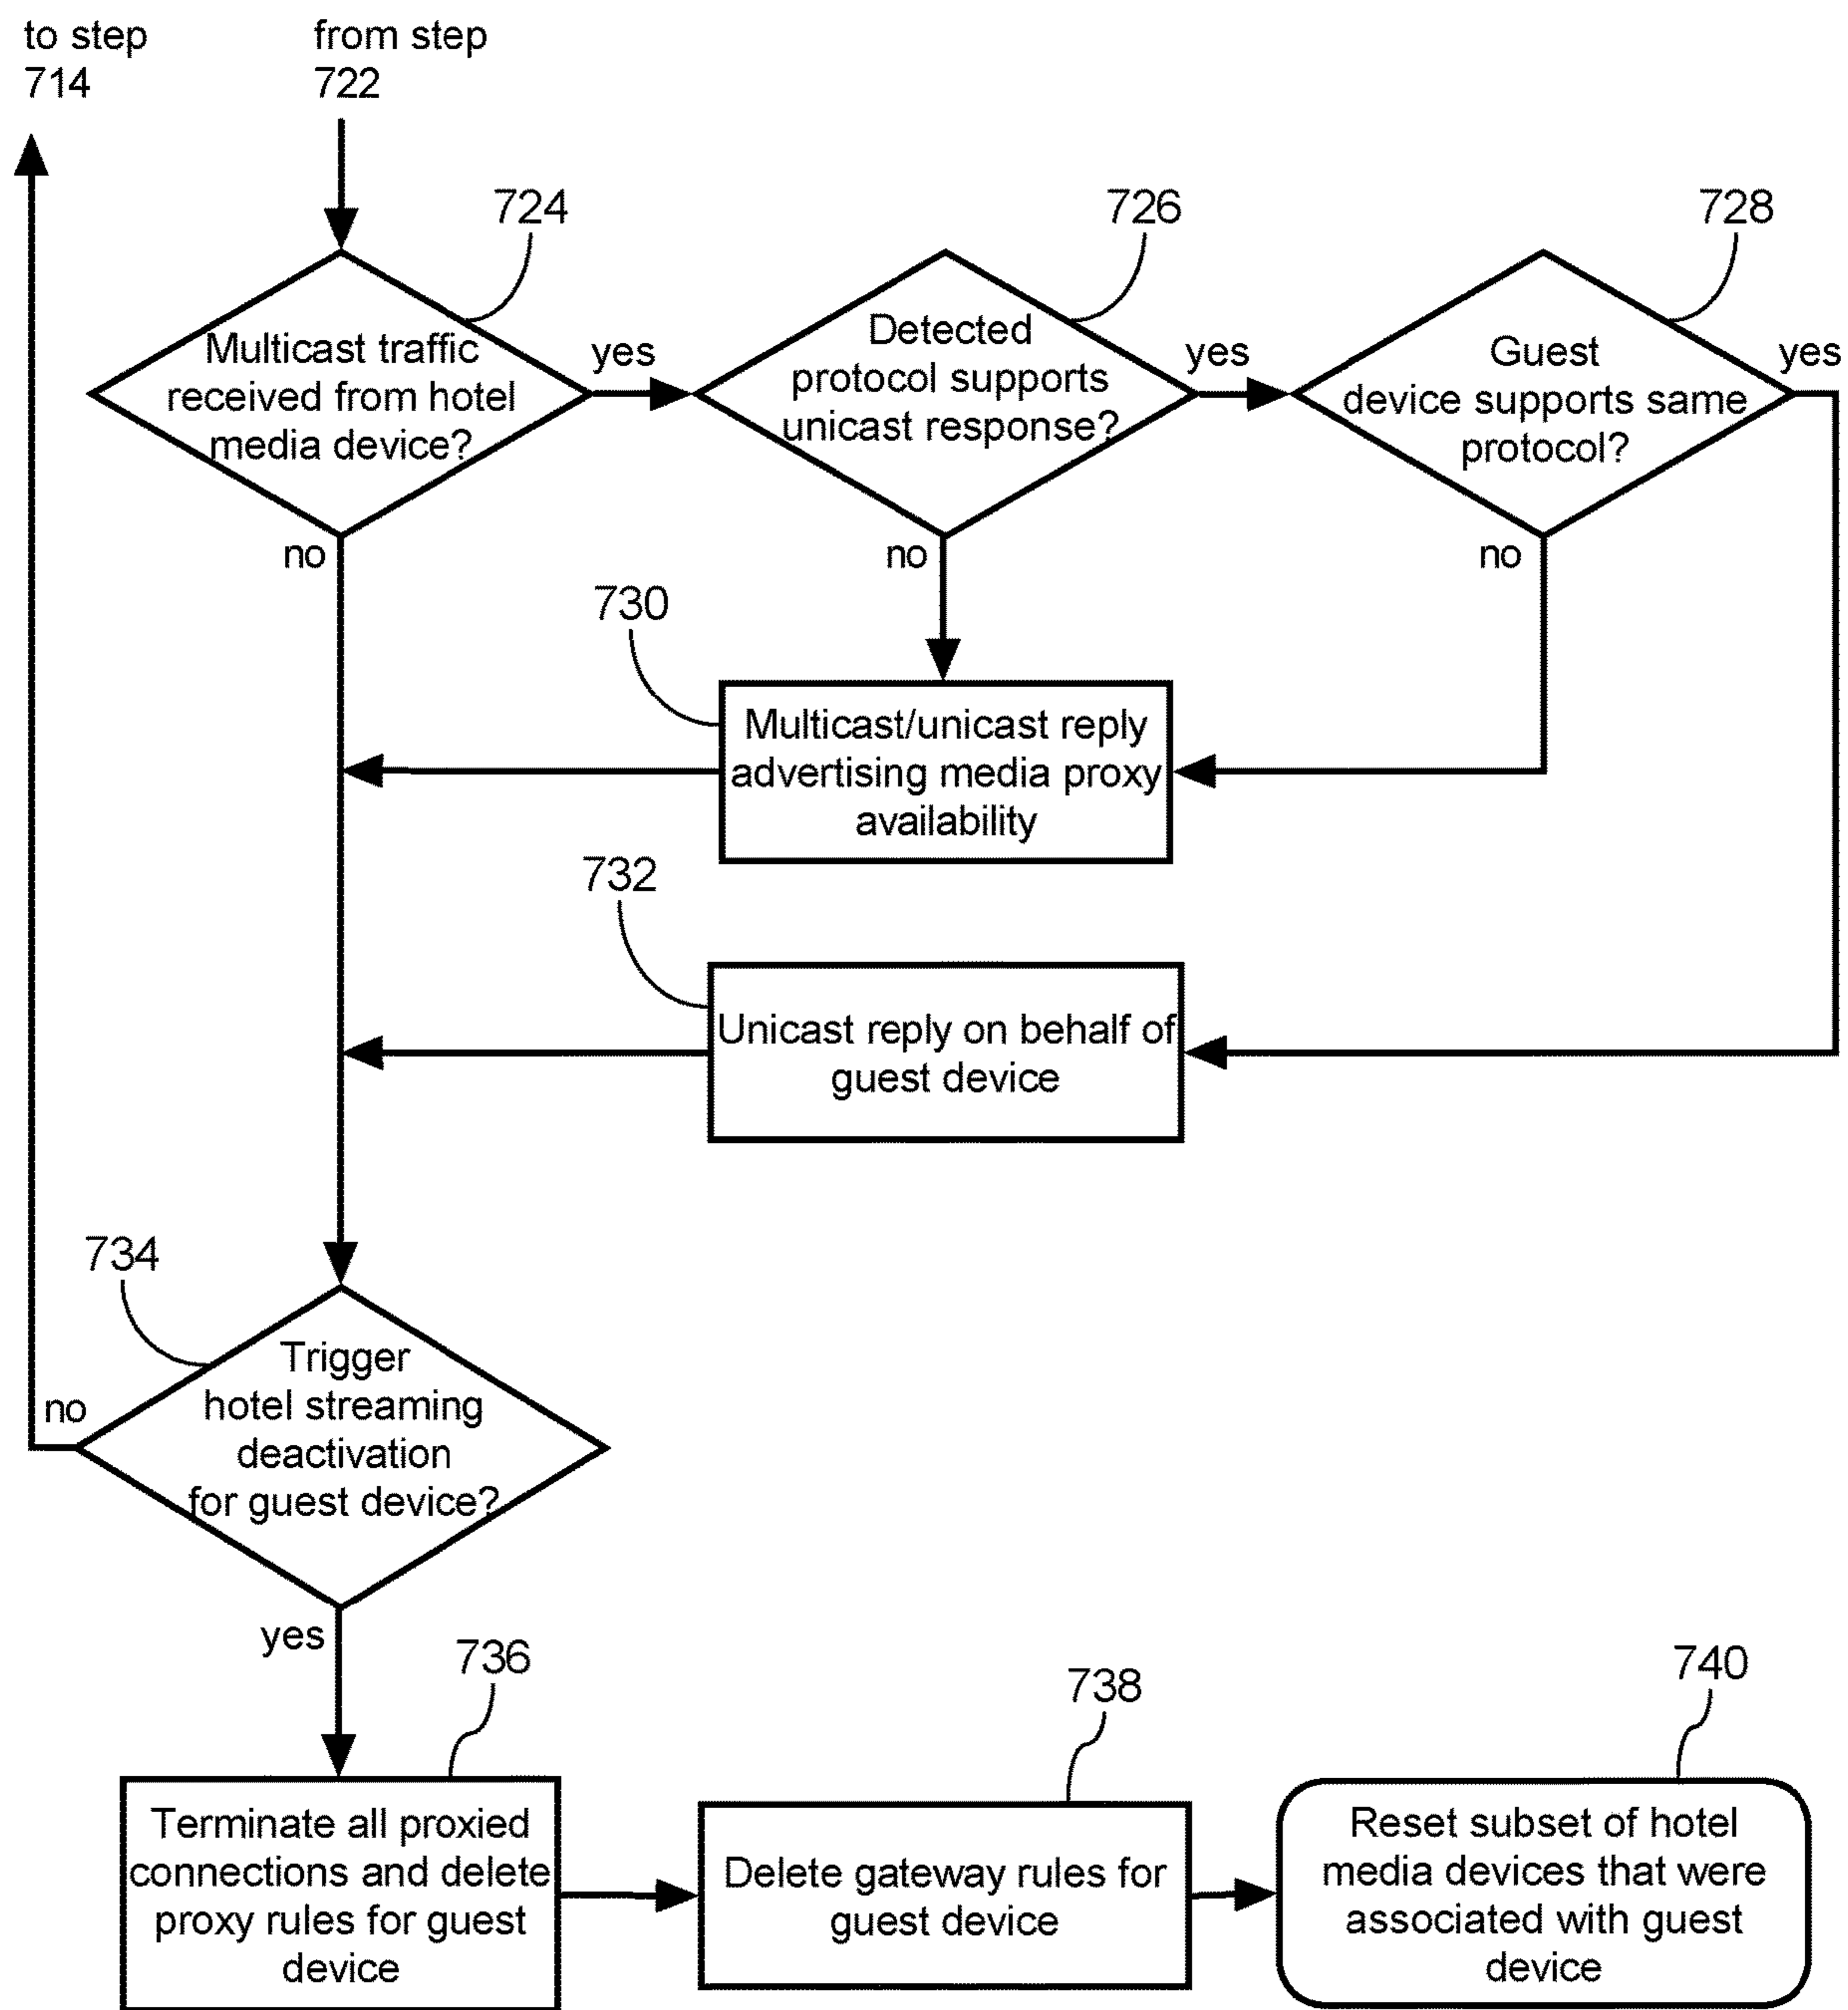 to step
714
from step
722
724
726
728
Multicast traffic
received from hotel
media device?
yes
Detected
protocol supports
unicast response?
yes
Guest
device supports same
protocol?
yes
no
no
no
730
Multicast/unicast reply
advertising media proxy
availability
732
Unicast reply on behalf of
guest device
734
Trigger
hotel streaming
deactivation
for guest device?
no
yes
736
738
740
Terminate all proxied
connections and delete
proxy rules for guest
device
Delete gateway rules for
guest device
Reset subset of hotel
media devices that were
associated with guest
device